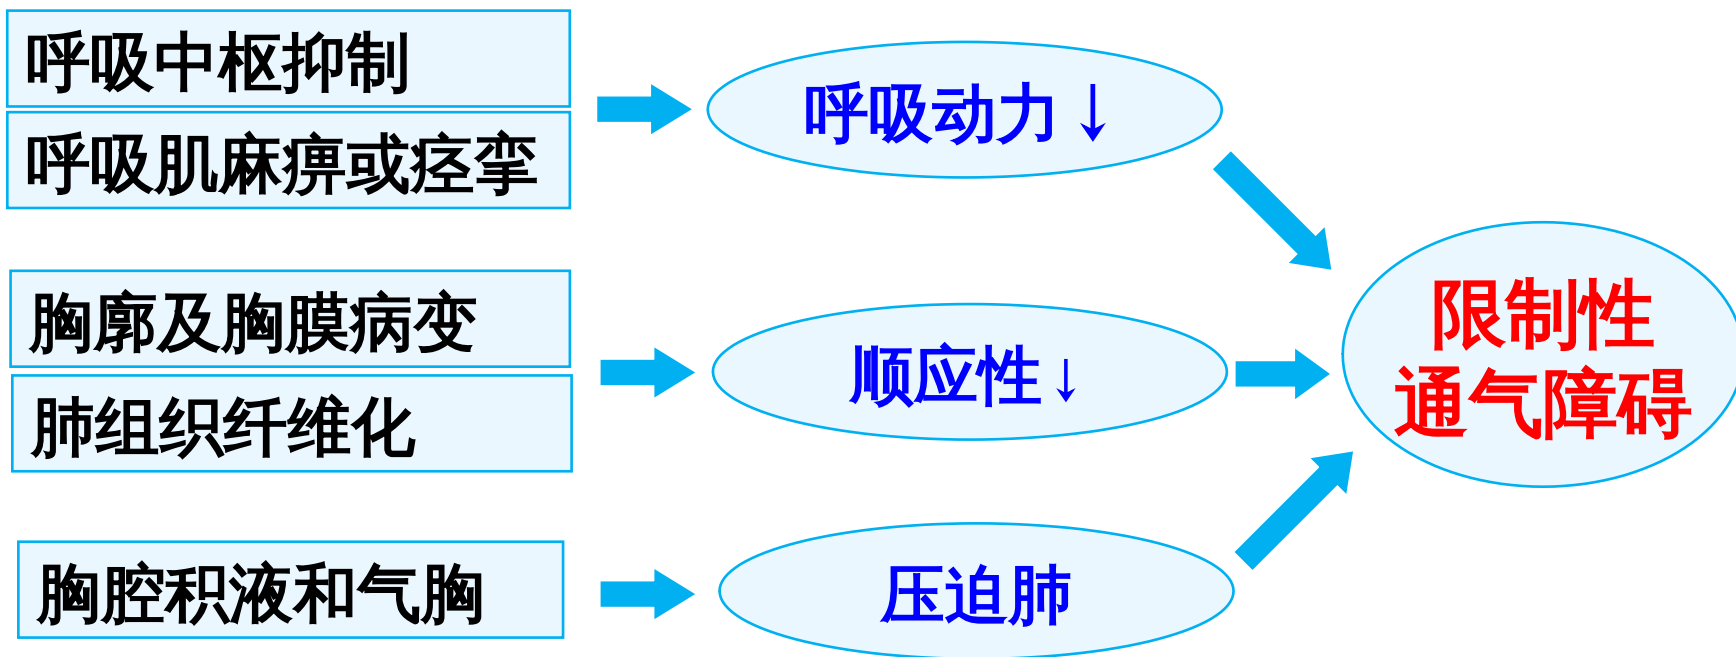 呼吸中枢抑制
呼吸肌麻痹或痉挛
呼吸动力↓
胸廓及胸膜病变
肺组织纤维化
顺应性↓
胸腔积液和气胸
压迫肺
限制性
通气障碍